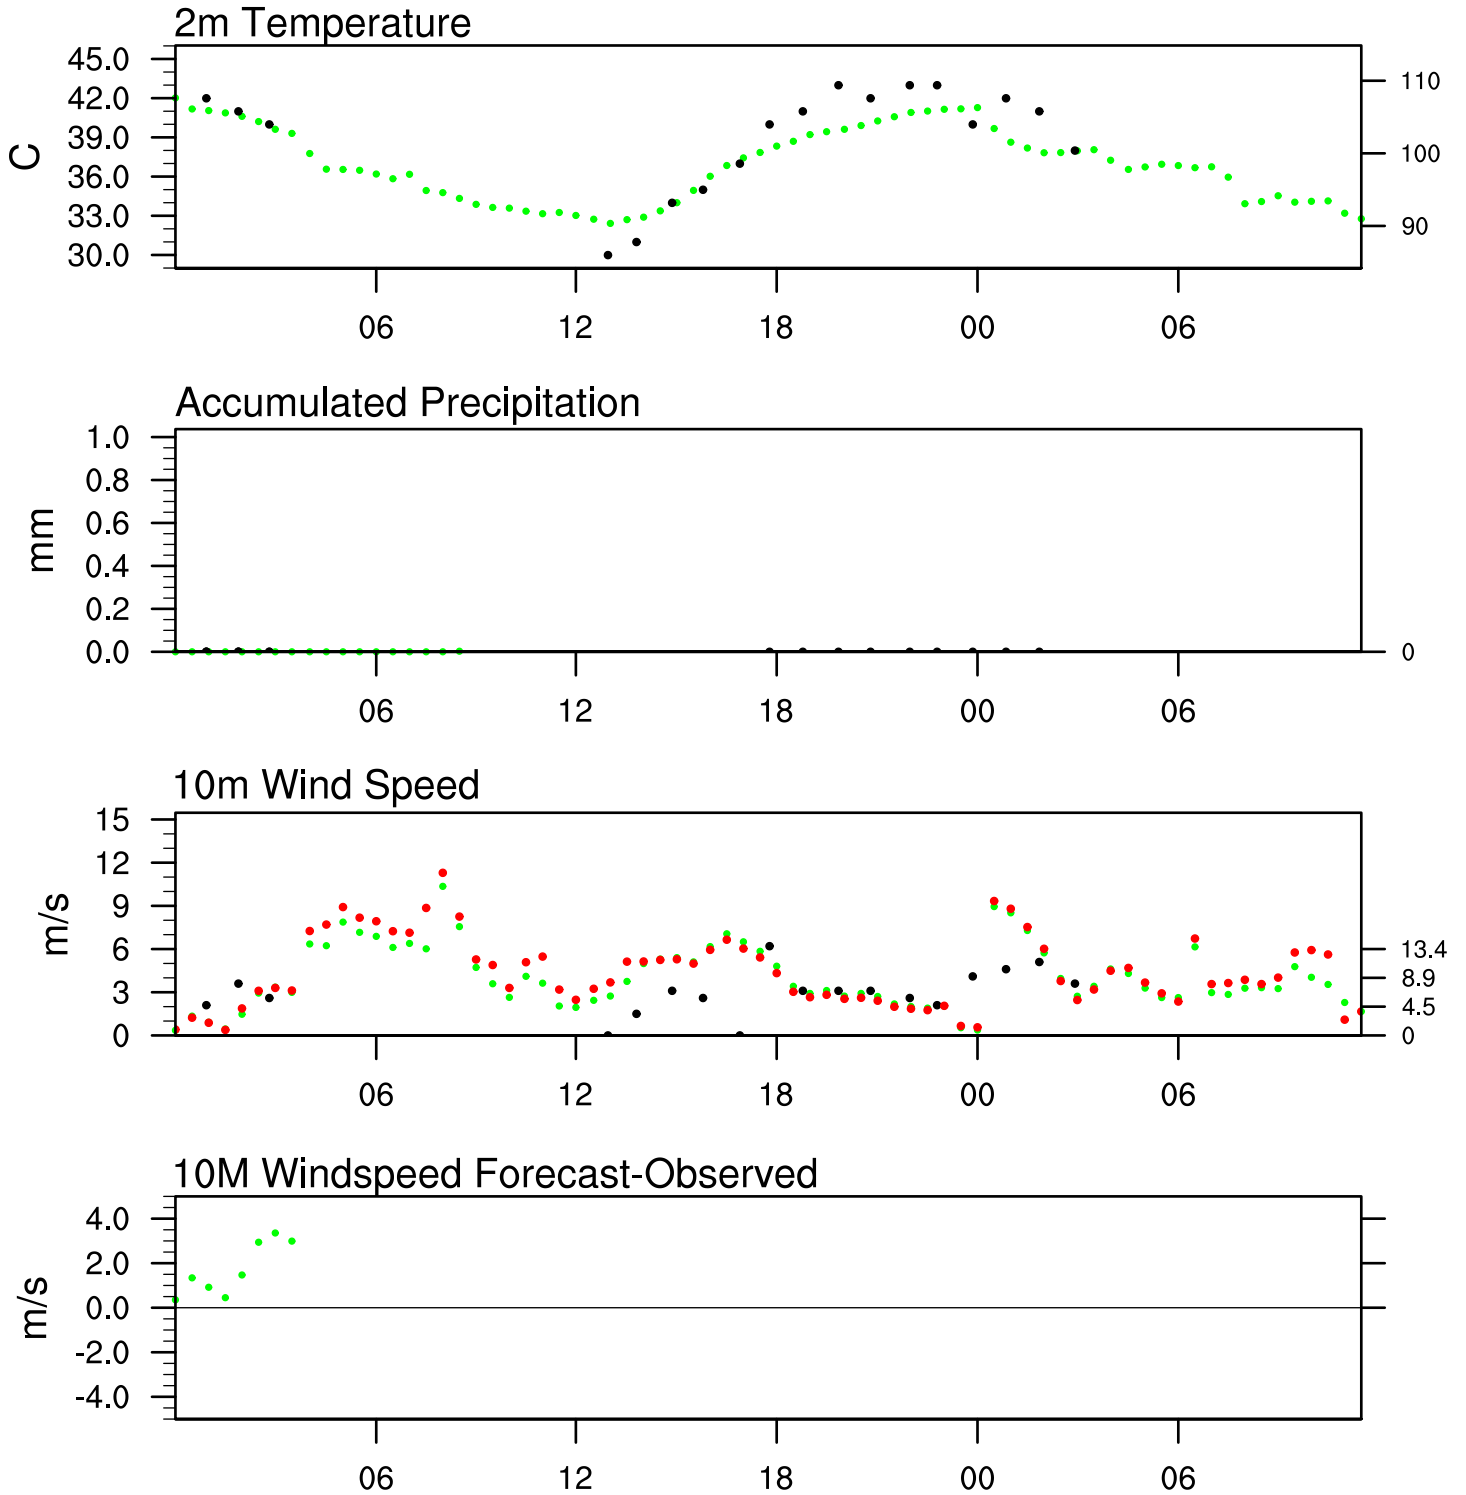 2m Temperature
45.0
42.0
39.0
36.0
33.0
30.0
C
110
100
90
06 12 18 00 06
Accumulated Precipitation
1.0
0.8
0.6
0.4
0.2
0.0
mm
0
06 12 18 00 06
10m Wind Speed
15
12
9
6
3
0
m/s
13.4
8.9
4.5
0
06 12 18 00 06
10M Windspeed Forecast-Observed
4.0
2.0
0.0
-2.0
-4.0
m/s
06 12 18 00 06